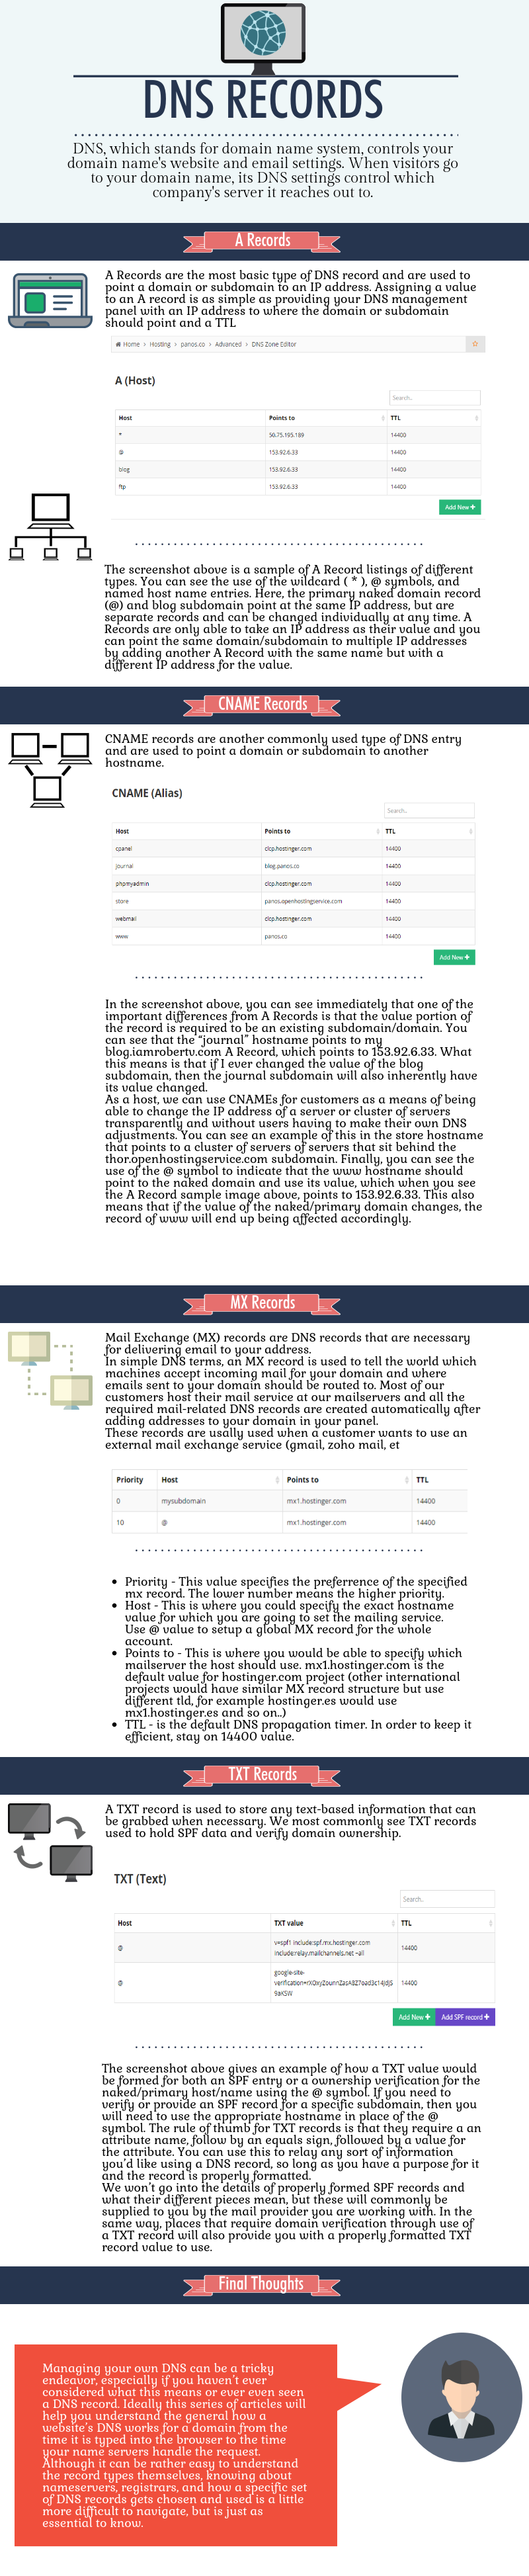 DNS RECORDS
DNS, which stands for domain name system, controls your
domain name's website and email settings. When visitors go
to your domain name, its DNS settings control which
company's server it reaches out to.
A Records
A Records are the most basic type of DNS record and are used to
point a domain or subdomain to an IP address. Assigning a value
to an A record is as simple as providing your DNS management
panel with an IP address to where the domain or subdomain
should point and a TTL
Home > Hosting > panos.co > Advanced > DNS Zone Editor
A (Host)
Search..
Host Points to TTL
* 50.75.195.189 14400
@ 153.92.6.33 14400
blog 153.92.6.33 14400
ftp 153.92.6.33 14400
Add New +
The screenshot above is a sample of A Record listings of different
types. You can see the use of the wildcard ( * ), @ symbols, and
named host name entries. Here, the primary naked domain record
(@) and blog subdomain point at the same IP address, but are
separate records and can be changed individually at any time. A
Records are only able to take an IP address as their value and you
can point the same domain/subdomain to multiple IP addresses
by adding another A Record with the same name but with a
different IP address for the value.
CNAME Records
CNAME records are another commonly used type of DNS entry
and are used to point a domain or subdomain to another
hostname.
CNAME (Alias)
Search..
Host Points to TTL
cpanel clcp.hostinger.com 14400
journal blog.panos.co 14400
phpmyadmin clcp.hostinger.com 14400
store panos.openhostingservice.com 14400
webmail clcp.hostinger.com 14400
www panos.co 14400
Add New +
In the screenshot above, you can see immediately that one of the
important differences from A Records is that the value portion of
the record is required to be an existing subdomain/domain. You
can see that the “journal” hostname points to my
blog.iamrobertv.com A Record, which points to 153.92.6.33. What
this means is that if I ever changed the value of the blog
subdomain, then the journal subdomain will also inherently have
its value changed.
As a host, we can use CNAMEs for customers as a means of being
able to change the IP address of a server or cluster of servers
transparently and without users having to make their own DNS
adjustments. You can see an example of this in the store hostname
that points to a cluster of servers of servers that sit behind the
thor.openhostingservice.com subdomain. Finally, you can see the
use of the @ symbol to indicate that the www hostname should
point to the naked domain and use its value, which when you see
the A Record sample image above, points to 153.92.6.33. This also
means that if the value of the naked/primary domain changes, the
record of www will end up being affected accordingly.
MX Records
Mail Exchange (MX) records are DNS records that are necessary
for delivering email to your address.
In simple DNS terms, an MX record is used to tell the world which
machines accept incoming mail for your domain and where
emails sent to your domain should be routed to. Most of our
customers host their mail service at our mailservers and all the
required mail-related DNS records are created automatically after
adding addresses to your domain in your panel.
These records are usally used when a customer wants to use an
external mail exchange service (gmail, zoho mail, et
Priority Host Points to TTL
0 mysubdomain mx1.hostinger.com 14400
10 @ mx1.hostinger.com 14400
• Priority - This value specifies the preferrence of the specified
mx record. The lower number means the higher priority.
• Host - This is where you could specify the exact hostname
value for which you are going to set the mailing service.
Use @ value to setup a global MX record for the whole
account.
• Points to - This is where you would be able to specify which
mailserver the host should use. mx1.hostinger.com is the
default value for hostinger.com project (other international
projects would have similar MX record structure but use
different tld, for example hostinger.es would use
mx1.hostinger.es and so on..)
• TTL - is the default DNS propagation timer. In order to keep it
efficient, stay on 14400 value.
TXT Records
A TXT record is used to store any text-based information that can
be grabbed when necessary. We most commonly see TXT records
used to hold SPF data and verify domain ownership.
TXT (Text)
Search..
Host TXT value TTL
v=spf1 include:spf.mx.hostinger.com
@ include:relay.mailchannels.net ~all 14400
google-site-
@ 14400
9aKSW
Add New + Add SPF record +
The screenshot above gives an example of how a TXT value would
be formed for both an SPF entry or a ownership verification for the
naked/primary host/name using the @ symbol. If you need to
verify or provide an SPF record for a specific subdomain, then you
will need to use the appropriate hostname in place of the @
symbol. The rule of thumb for TXT records is that they require a an
attribute name, follow by an equals sign, followed by a value for
the attribute. You can use this to relay any sort of information
you'd like using a DNS record, so long as you have a purpose for it
and the record is properly formatted.
We won't go into the details of properly formed SPF records and
what their different pieces mean, but these will commonly be
supplied to you by the mail provider you are working with. In the
same way, places that require domain verification through use of
a TXT record will also provide you with a properly formatted TXT
record value to use.
Final Thoughts
Managing your own DNS can be a tricky
endeavor, especially if you haven't ever
considered what this means or ever even seen
a DNS record. Ideally this series of articles will
help you understand the general how a
website's DNS works for a domain from the
time it is typed into the browser to the time
your name servers handle the request.
Although it can be rather easy to understand
the record types themselves, knowing about
nameservers, registrars, and how a specific set
of DNS records gets chosen and used is a little
more difficult to navigate, but is just as
essential to know.